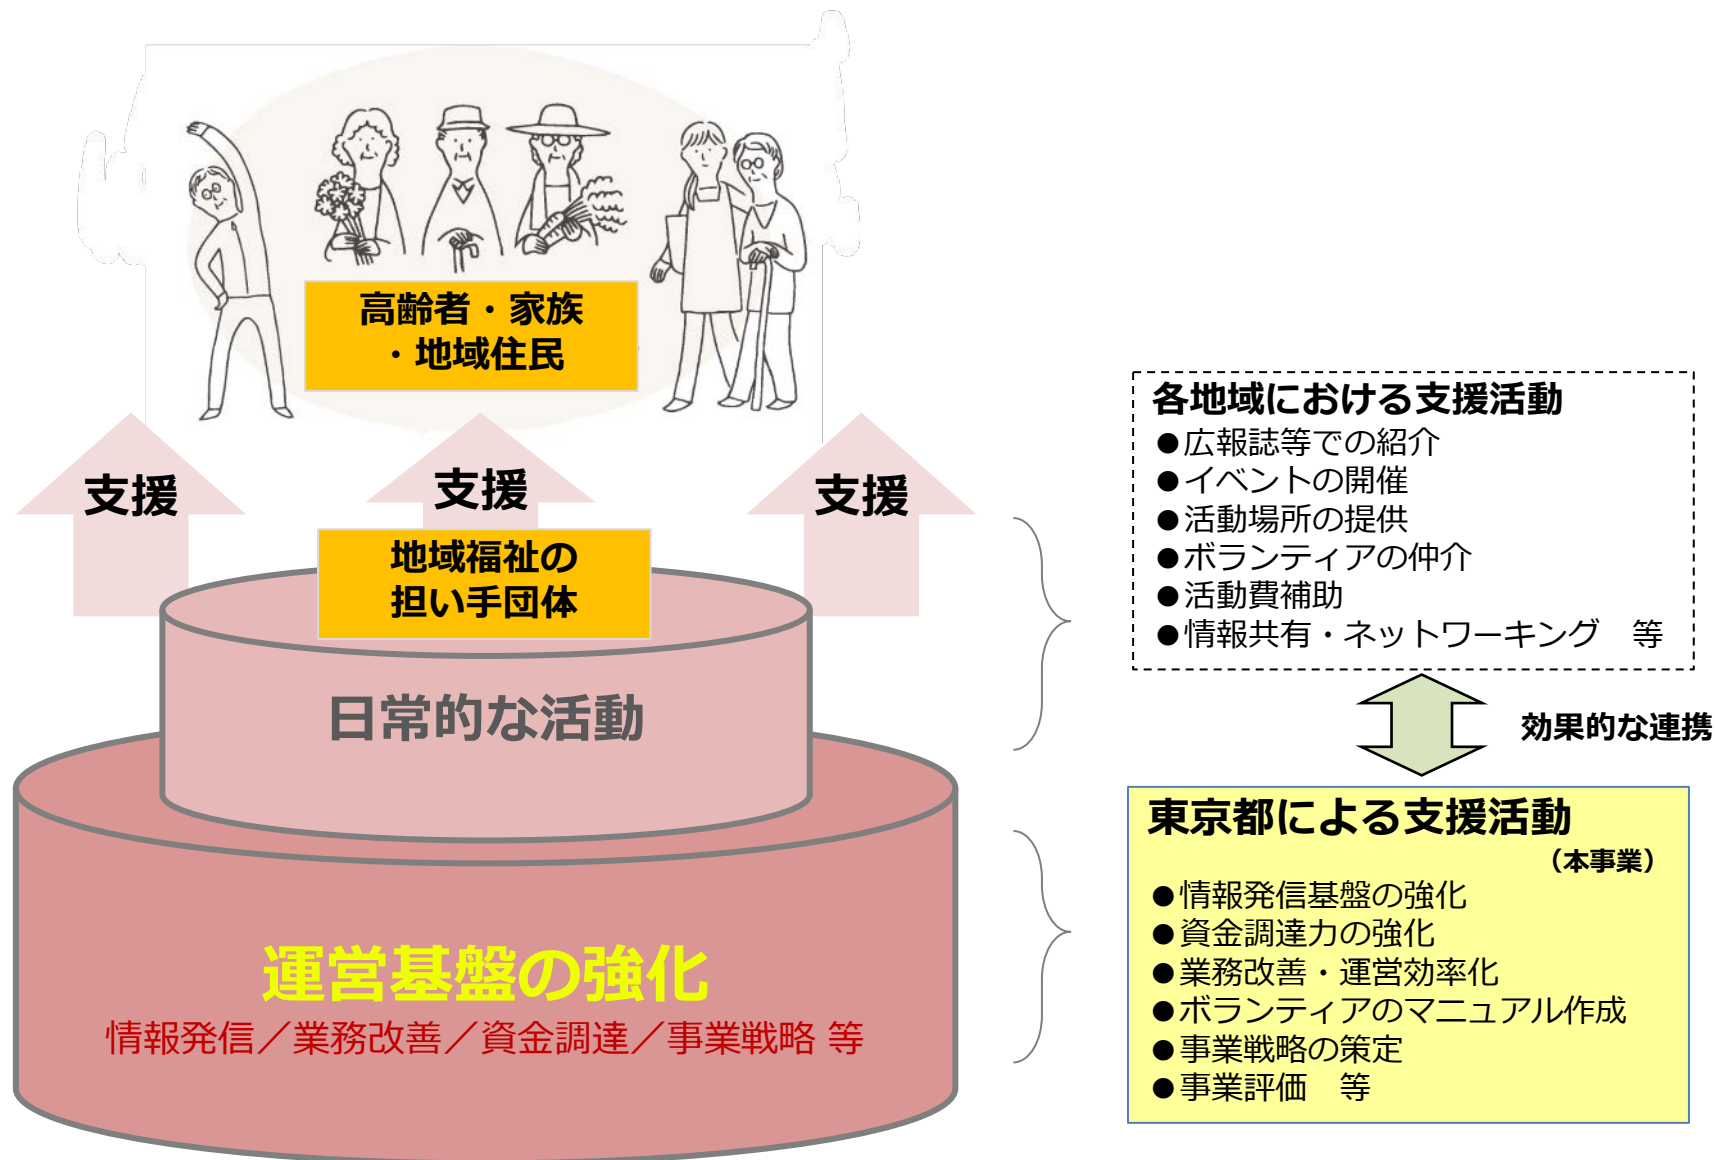 高齢者・家族
・地域住民
支援
支援
支援
地域福祉の
担い手団体
日常的な活動
運営基盤の強化
情報発信／業務改善／資金調達／事業戦略 等
各地域における支援活動
●広報誌等での紹介
●イベントの開催
●活動場所の提供
●ボランティアの仲介
●活動費補助
●情報共有・ネットワーキング　等
効果的な連携
東京都による支援活動
（本事業）
●情報発信基盤の強化
●資金調達力の強化
●業務改善・運営効率化
●ボランティアのマニュアル作成
●事業戦略の策定
●事業評価　等